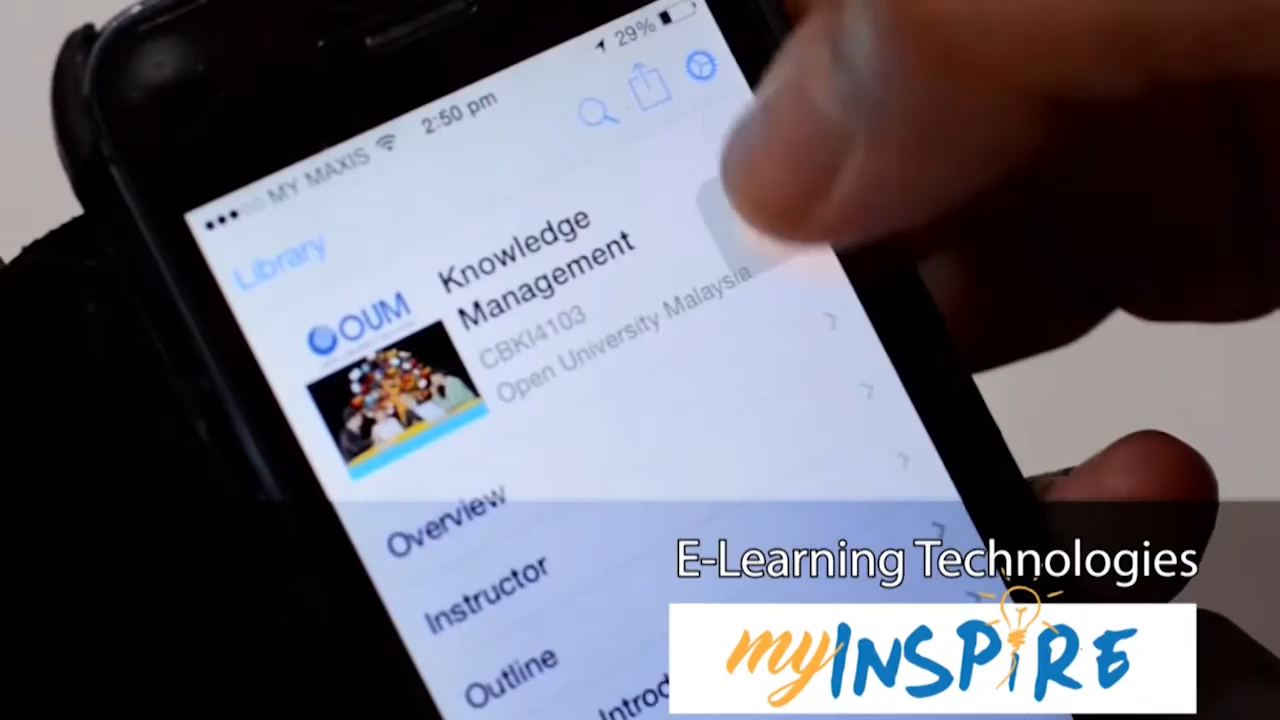 MY MAXIS 2:50 pm 29%
Library
OUM
Knowledge
Management
CBKI4103
Open University Malaysia
Overview
Instructor
Outline
E-Learning Technologies
myINSPIRE